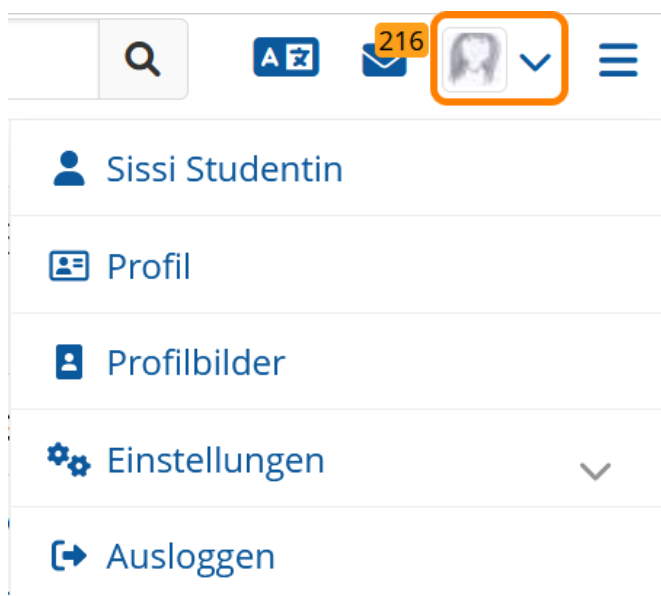 216
Sissi Studentin
Profil
Profilbilder
Einstellungen
Ausloggen